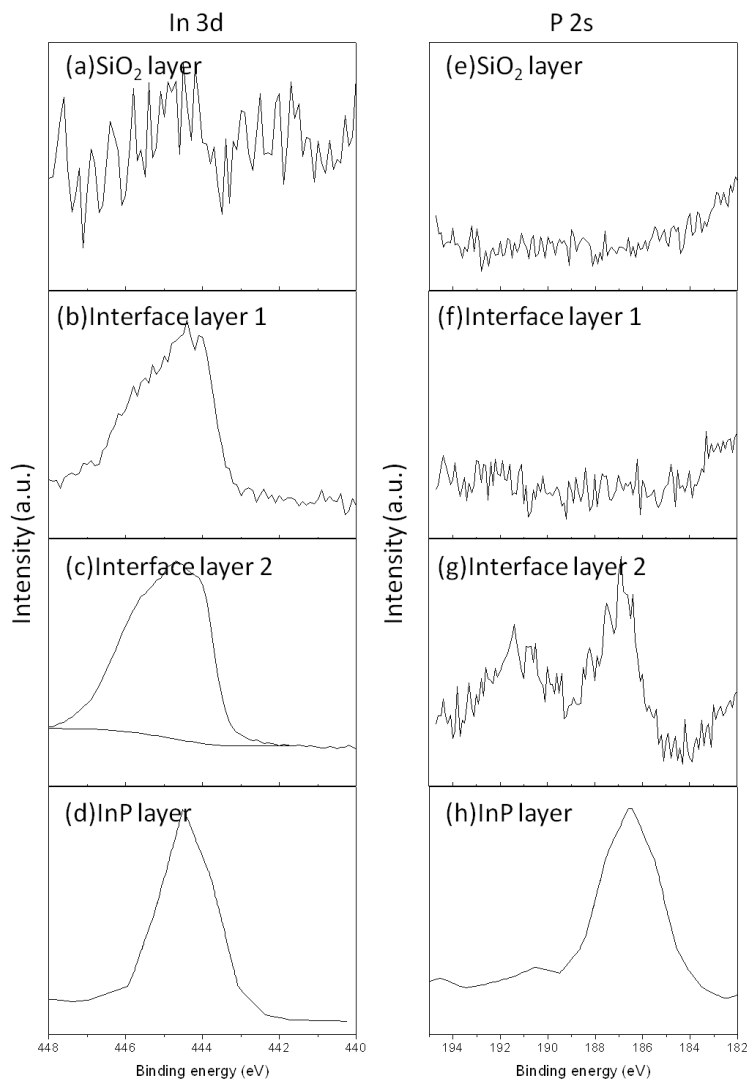 In 3d
P 2s
(a)SiO₂ layer
(e)SiO₂ layer
(b)Interface layer 1
(f)Interface layer 1
Intensity (a.u.)
Intensity (a.u.)
(c)Interface layer 2
(g)Interface layer 2
(d)InP layer
(h)InP layer
448 446 444 442 440
194 192 190 188 186 184 182
Binding energy (eV)
Binding energy (eV)